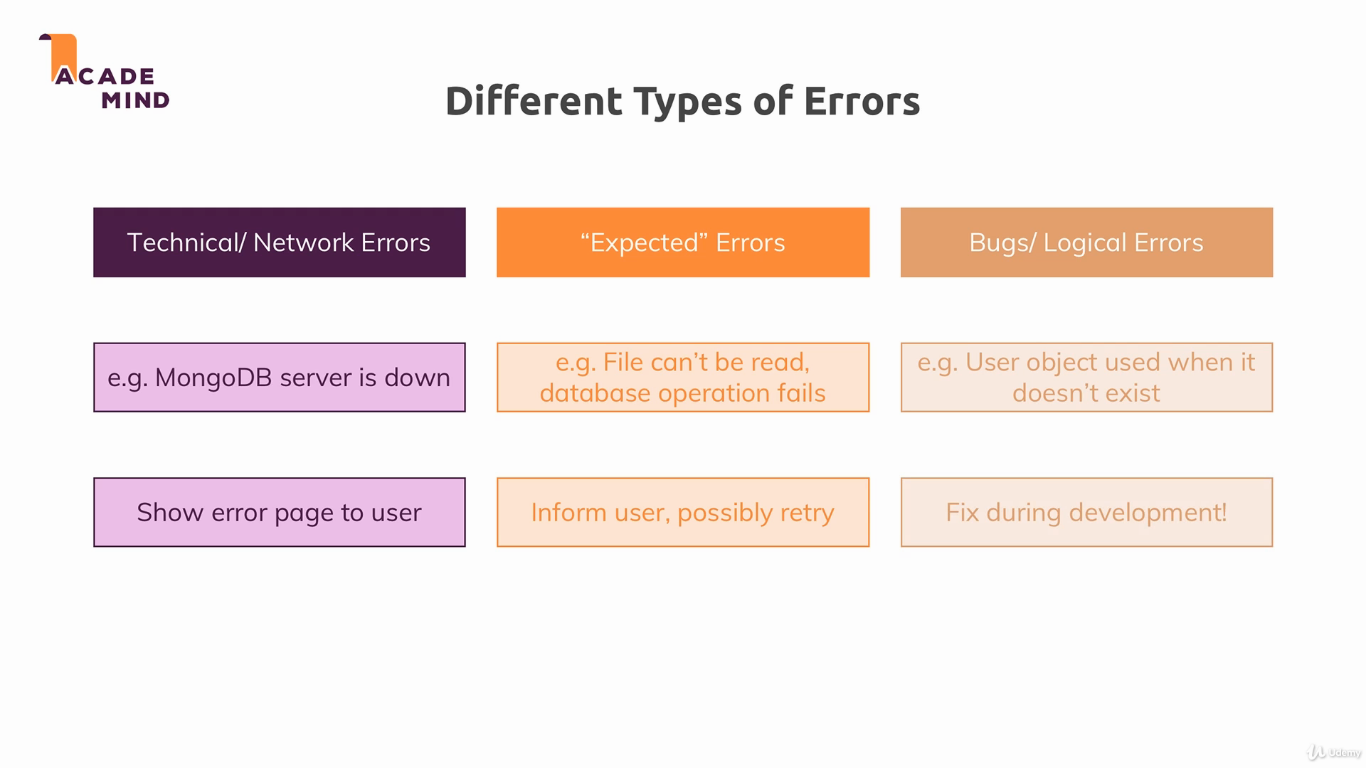 ACADE
MIND
Different Types of Errors
Technical/ Network Errors
“Expected” Errors
Bugs/ Logical Errors
e.g. MongoDB server is down
e.g. File can’t be read,
database operation fails
e.g. User object used when it
doesn’t exist
Show error page to user
Inform user, possibly retry
Fix during development!
Udemy